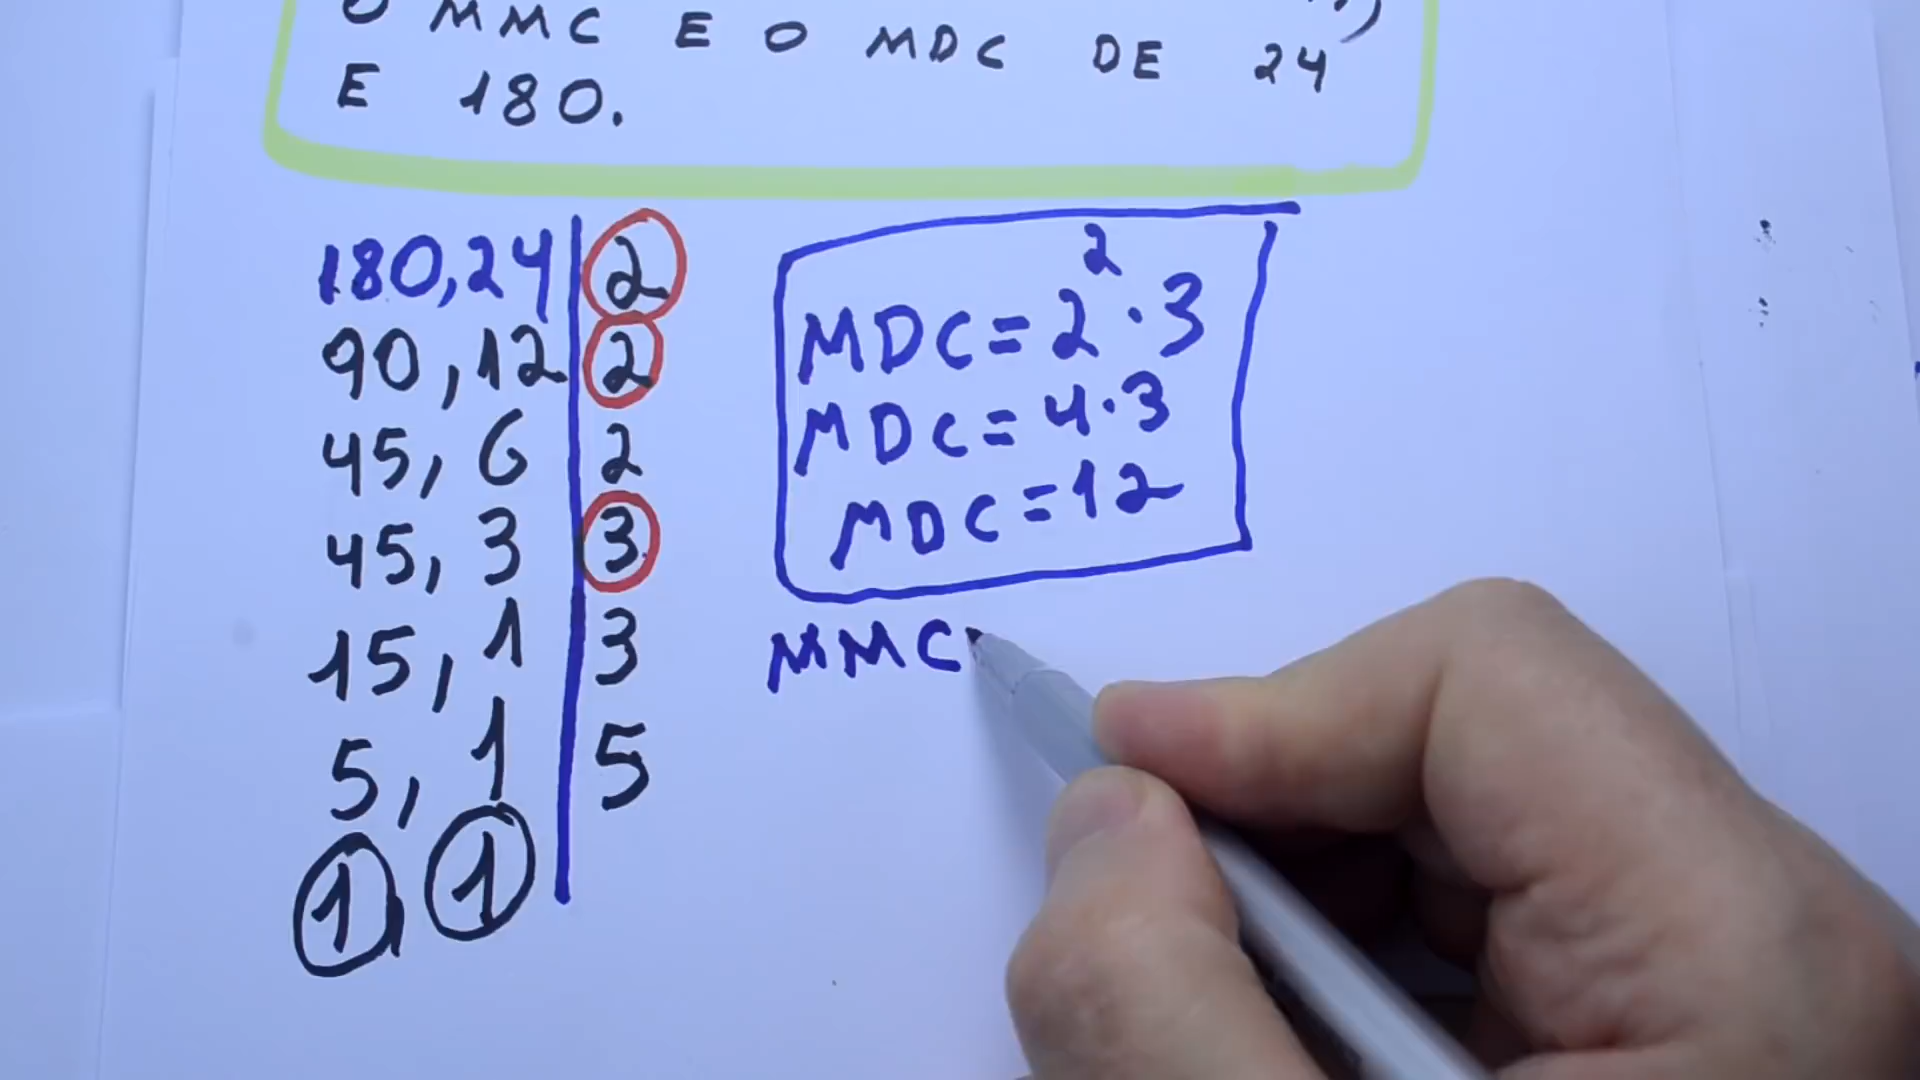 O MMC E O MDC DE 24
E 180.
180,24 2
90,12 2
45,6 2
45,3 3
15,1 3
5,1 5
1,1
MDC=2²·3
MDC=4·3
MDC=12
MMC